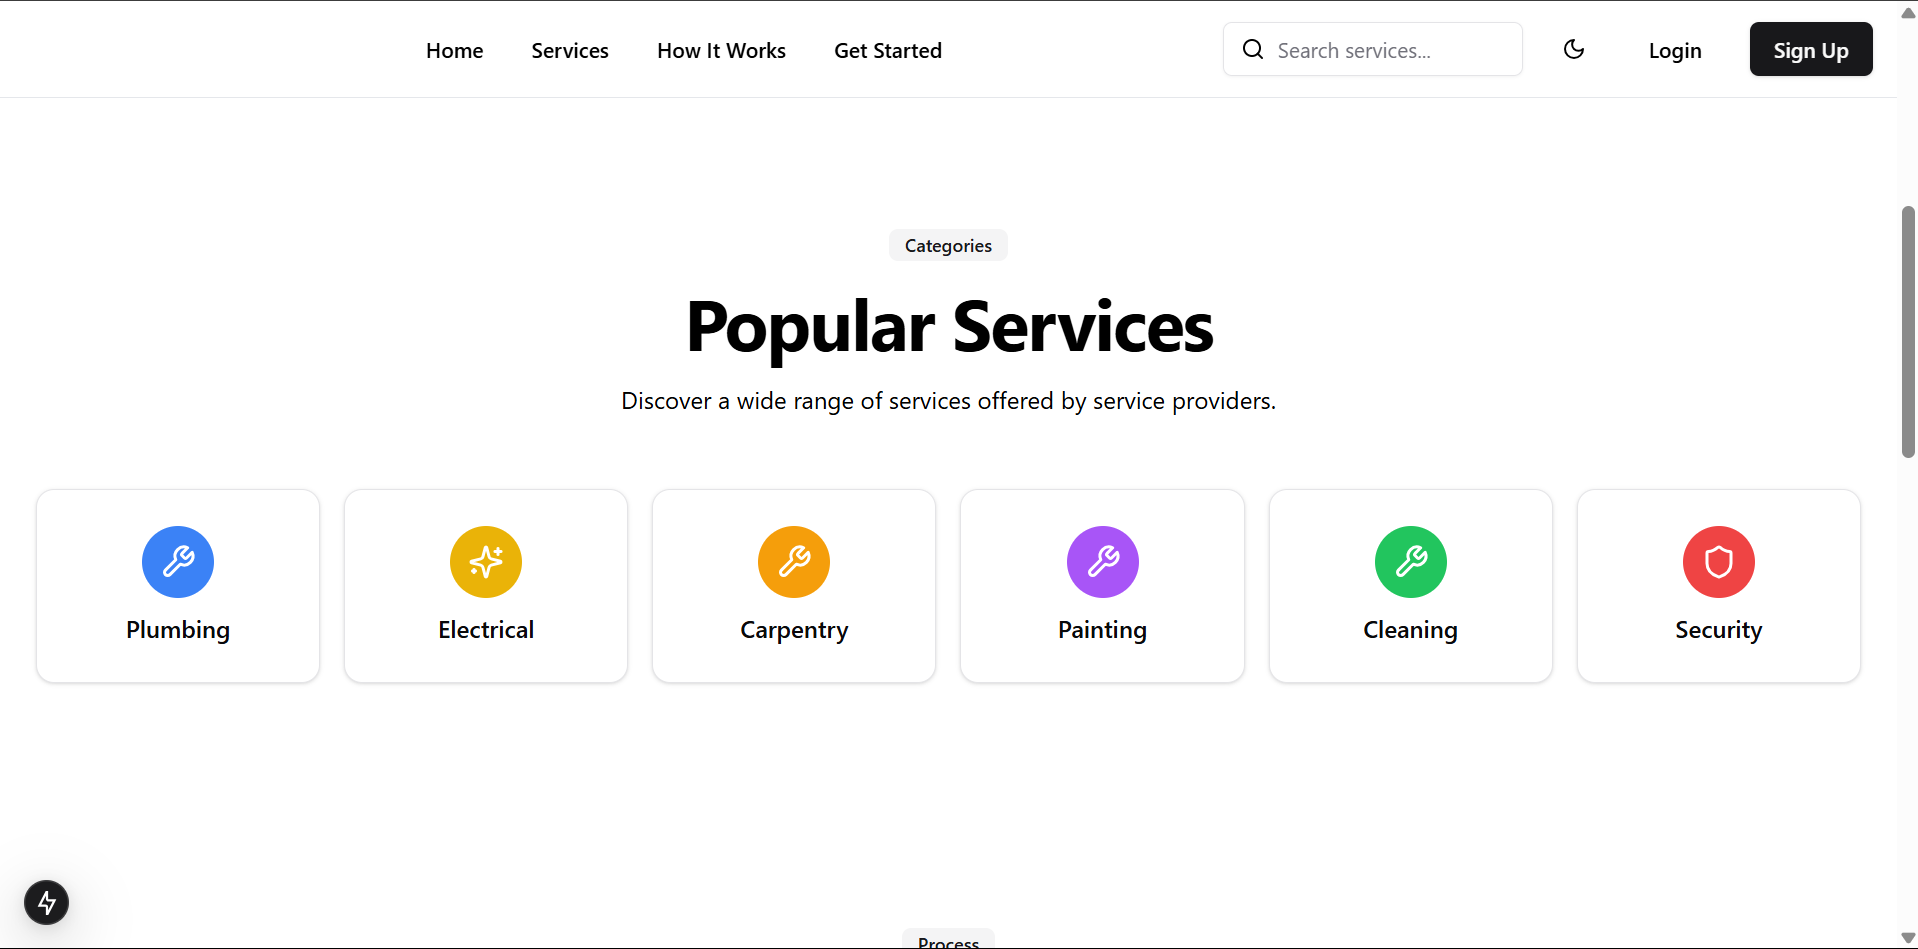 Home
Services
How It Works
Get Started
Search services...
Login
Sign Up
Categories
Popular Services
Discover a wide range of services offered by service providers.
Plumbing
Electrical
Carpentry
Painting
Cleaning
Security
Process